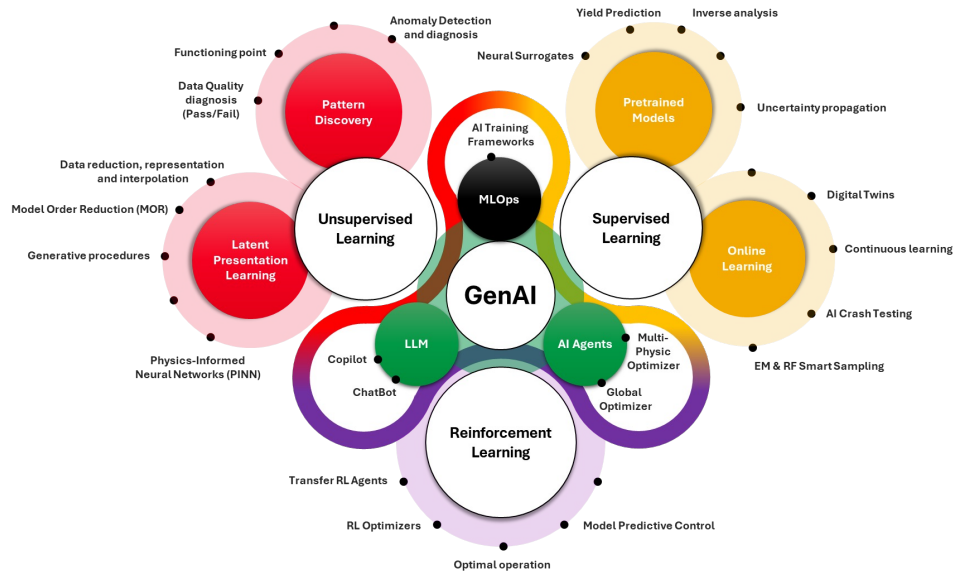 Yield Prediction
Inverse analysis
Anomaly Detection
and diagnosis
Functioning point
Neural Surrogates
Data Quality
diagnosis
(Pass/Fail)
Pattern
Discovery
Pretrained
Models
Uncertainty propagation
AI Training
Frameworks
MLOps
Data reduction, representation
and interpolation
Model Order Reduction (MOR)
Generative procedures
Latent
Presentation
Learning
Unsupervised
Learning
Supervised
Learning
Online
Learning
Digital Twins
Continuous learning
AI Crash Testing
EM & RF Smart Sampling
GenAI
LLM
AI Agents
Copilot
ChatBot
Multi-
Physic
Optimizer
Global
Optimizer
Physics-Informed
Neural Networks (PINN)
Reinforcement
Learning
Transfer RL Agents
RL Optimizers
Optimal operation
Model Predictive Control